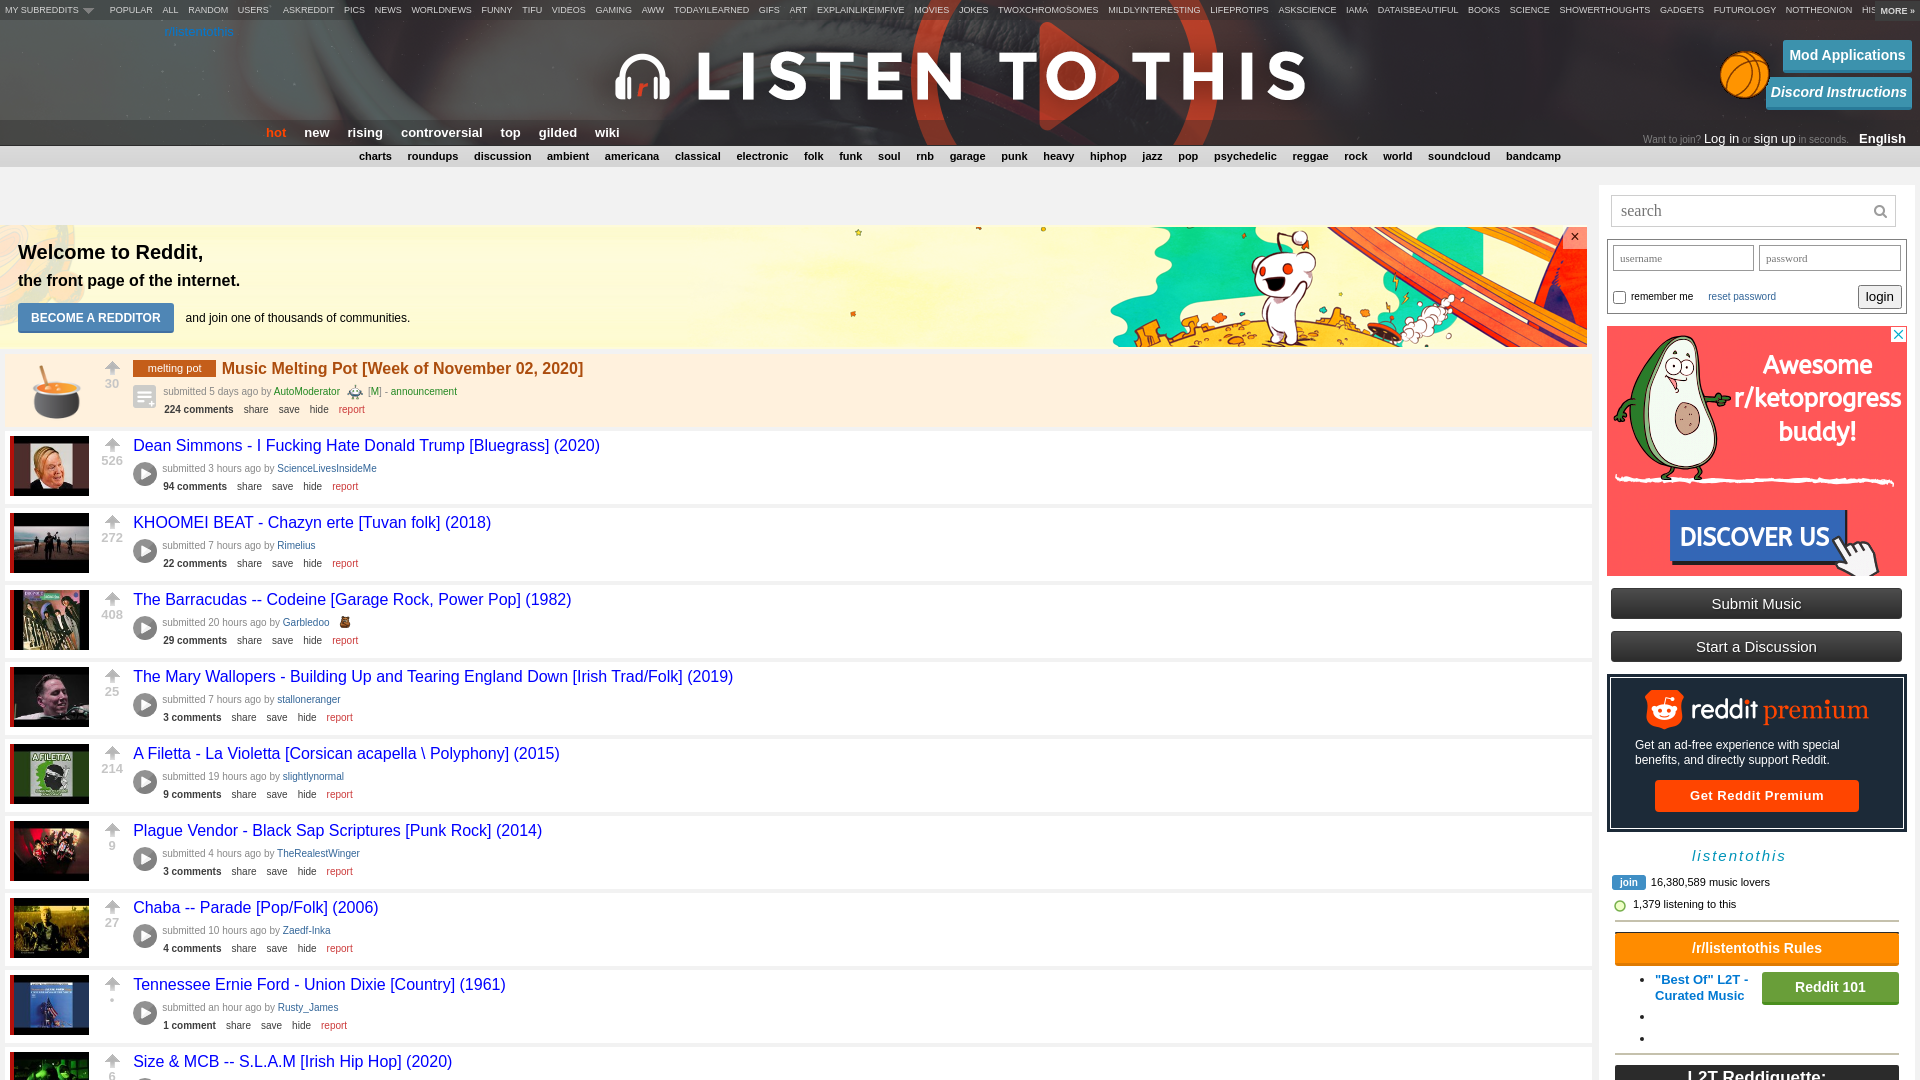 MY SUBREDDITS POPULAR ALL RANDOM USERS ASKREDDIT PICS NEWS WORLDNEWS FUNNY TIFU VIDEOS GAMING AWW TODAYILEARNED GIFS ART EXPLAINLIKEIMFIVE MOVIES JOKES TWOXCHROMOSOMES MILDLYINTERESTING LIFEPROTIPS ASKSCIENCE IAMA DATAISBEAUTIFUL BOOKS SCIENCE SHOWERTHOUGHTS GADGETS FUTUROLOGY NOTTHEONION HIS MORE »
LISTEN TO THIS
Mod Applications
Discord Instructions
hot new rising controversial top gilded wiki
Want to join? Log in or sign up in seconds. English
charts roundups discussion ambient americana classical electronic folk funk soul rnb garage punk heavy hiphop jazz pop psychedelic reggae rock world soundcloud bandcamp
Welcome to Reddit,
the front page of the internet.
BECOME A REDDITOR and join one of thousands of communities.
×
30
melting pot Music Melting Pot [Week of November 02, 2020]
submitted 5 days ago by AutoModerator [M] - announcement
224 comments share save hide report
526
Dean Simmons - I Fucking Hate Donald Trump [Bluegrass] (2020)
submitted 3 hours ago by ScienceLivesInsideMe
94 comments share save hide report
272
KHOOMEI BEAT - Chazyn erte [Tuvan folk] (2018)
submitted 7 hours ago by Rimelius
22 comments share save hide report
408
The Barracudas -- Codeine [Garage Rock, Power Pop] (1982)
submitted 20 hours ago by Garbledoo
29 comments share save hide report
25
The Mary Wallopers - Building Up and Tearing England Down [Irish Trad/Folk] (2019)
submitted 7 hours ago by stalloneranger
3 comments share save hide report
A FILETTA
214
A Filetta - La Violetta [Corsican acapella \ Polyphony] (2015)
submitted 19 hours ago by slightlynormal
9 comments share save hide report
9
Plague Vendor - Black Sap Scriptures [Punk Rock] (2014)
submitted 4 hours ago by TheRealestWinger
3 comments share save hide report
27
Chaba -- Parade [Pop/Folk] (2006)
submitted 10 hours ago by Zaedf-Inka
4 comments share save hide report
•
Tennessee Ernie Ford - Union Dixie [Country] (1961)
submitted an hour ago by Rusty_James
1 comment share save hide report
6
Size & MCB -- S.L.A.M [Irish Hip Hop] (2020)
search
username password
remember me reset password login
Awesome
r/ketoprogress
buddy!
DISCOVER US
Submit Music
Start a Discussion
reddit premium
Get an ad-free experience with special
benefits, and directly support Reddit.
Get Reddit Premium
listentothis
join 16,380,589 music lovers
1,379 listening to this
/r/listentothis Rules
"Best Of" L2T -
Curated Music
Reddit 101
L2T Reddiquette: